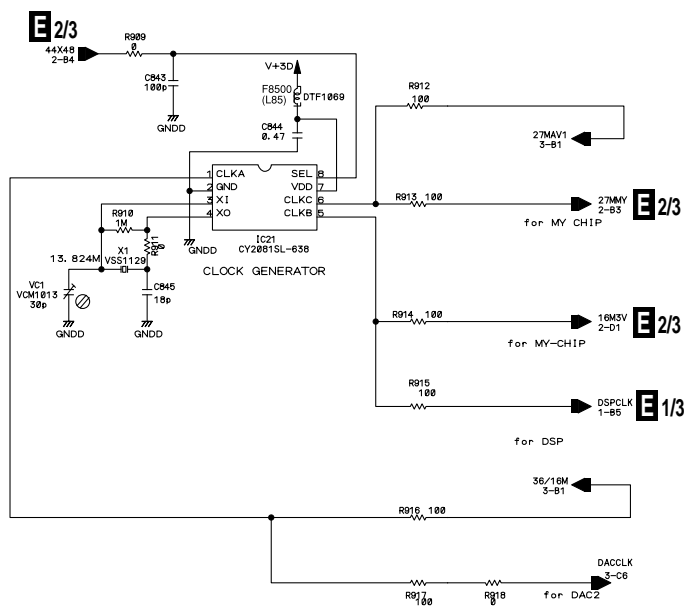 E 2/3
44X48
2-B4
R909
0
C843
100p
GNDD
V+3D
F8500
(L85)
DTF1069
C844
0.47
R912
100
27MAV1
3-B1
1 CLKA SEL 8
2 GND VDD 7
3 XI CLKC 6
4 XO CLKB 5
IC21
CY2081SL-638
CLOCK GENERATOR
GNDD
R913 100
27MMY
2-B3
E 2/3
for MY CHIP
R910
1M
R911
0
13.824M
X1
VSS1129
VC1
VCM1013
30p
GNDD
C845
18p
GNDD
R914 100
16M3V
2-D1
E 2/3
for MY-CHIP
R915
100
DSPCLK
1-B5
E 1/3
for DSP
36/16M
3-B1
R916 100
DACCLK
3-C6
R917
100
R918
0
for DAC2